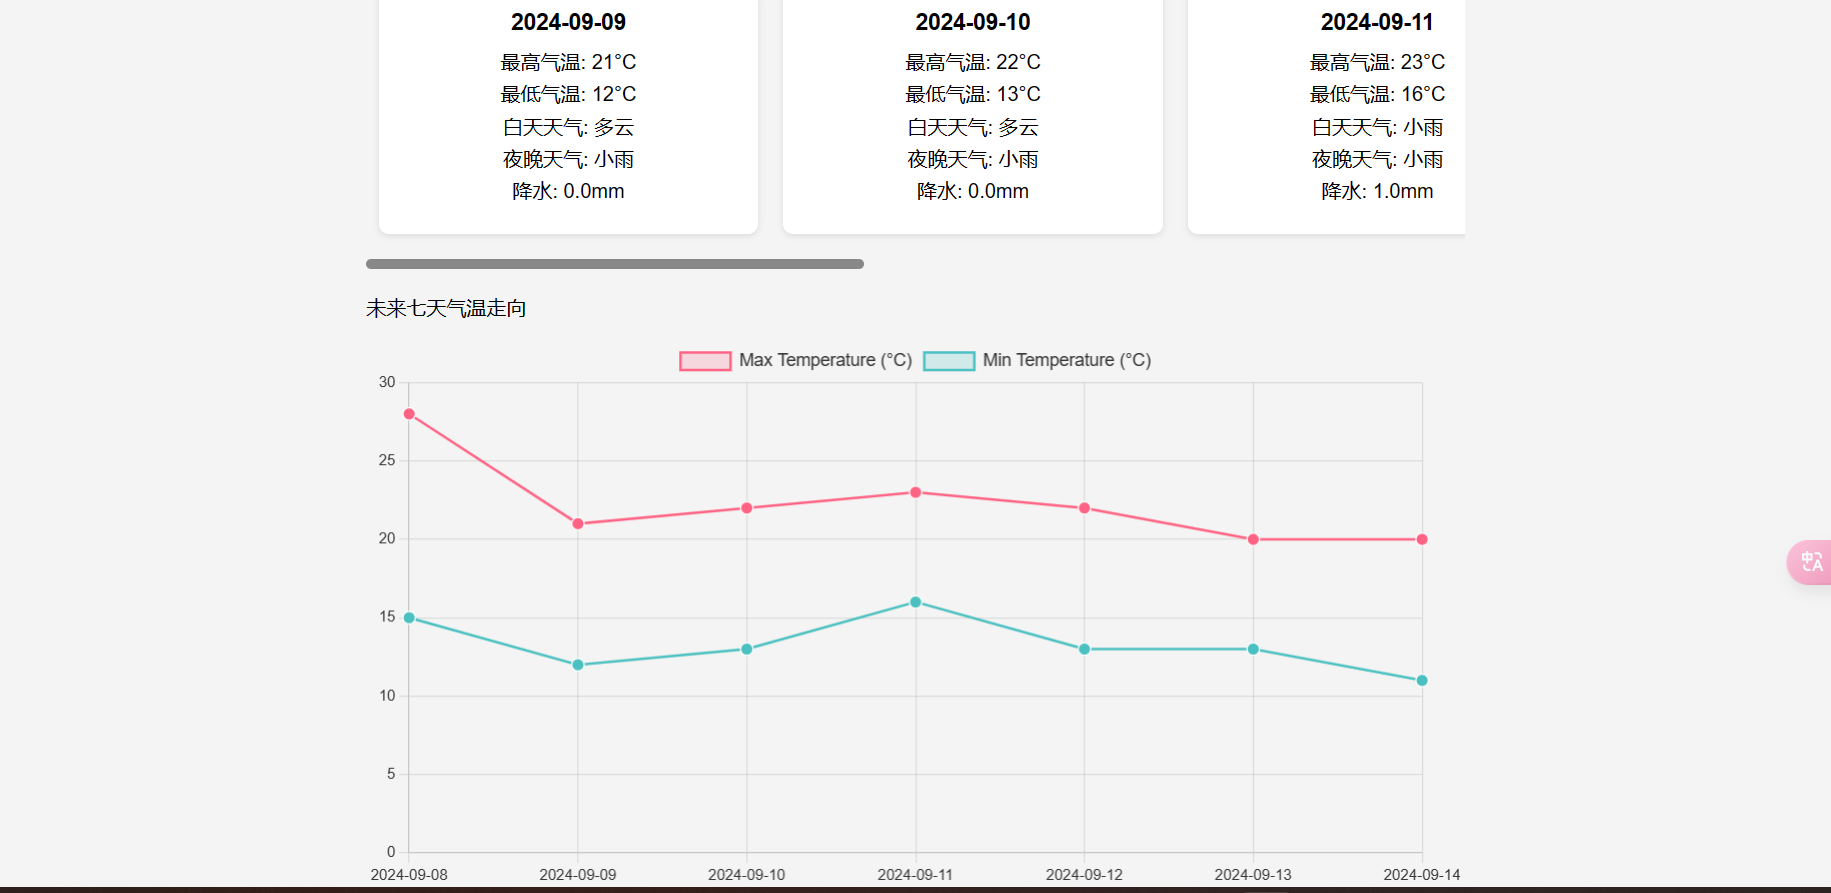 2024-09-09
最高气温: 21°C
最低气温: 12°C
白天天气: 多云
夜晚天气: 小雨
降水: 0.0mm
2024-09-10
最高气温: 22°C
最低气温: 13°C
白天天气: 多云
夜晚天气: 小雨
降水: 0.0mm
2024-09-11
最高气温: 23°C
最低气温: 16°C
白天天气: 小雨
夜晚天气: 小雨
降水: 1.0mm
未来七天气温走向
Max Temperature (°C) Min Temperature (°C)
30
25
20
15
10
5
0
2024-09-08 2024-09-09 2024-09-10 2024-09-11 2024-09-12 2024-09-13 2024-09-14
中A